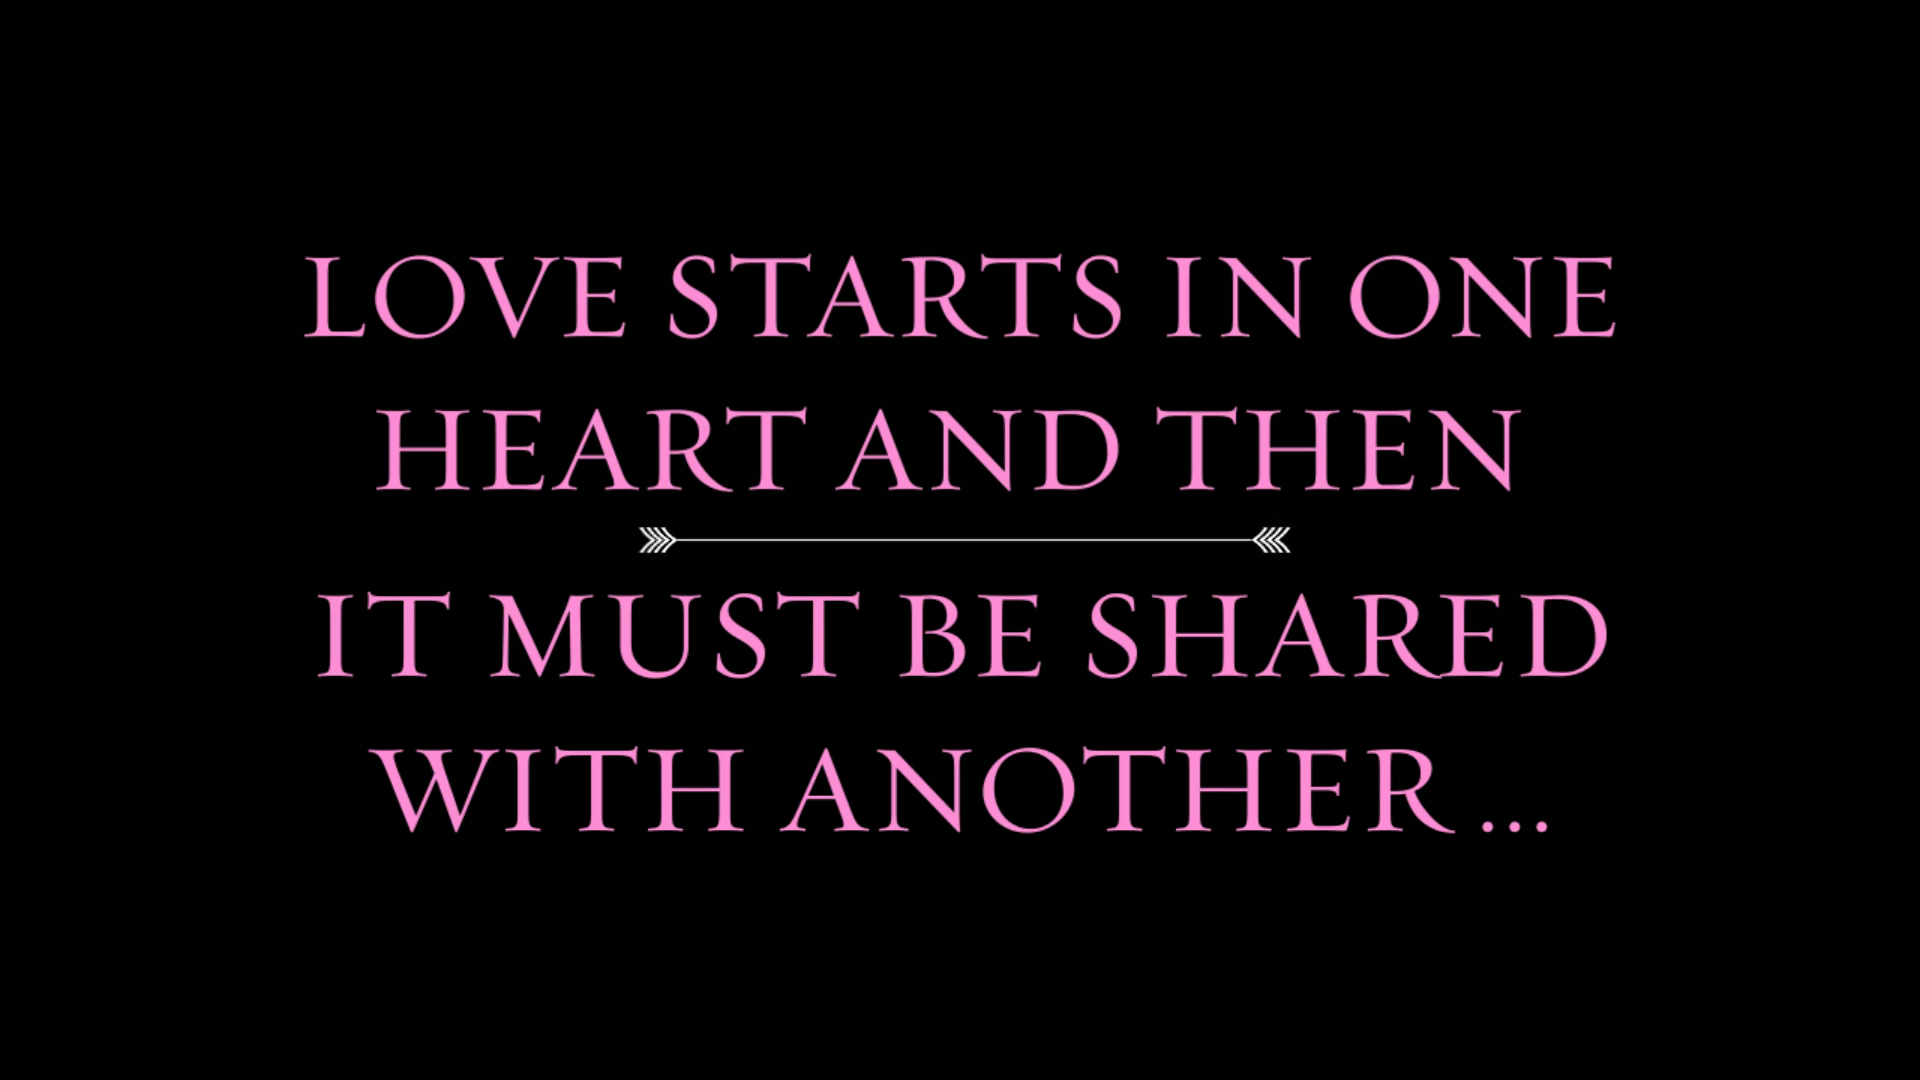 LOVE STARTS IN ONE
HEART AND THEN
IT MUST BE SHARED
WITH ANOTHER...